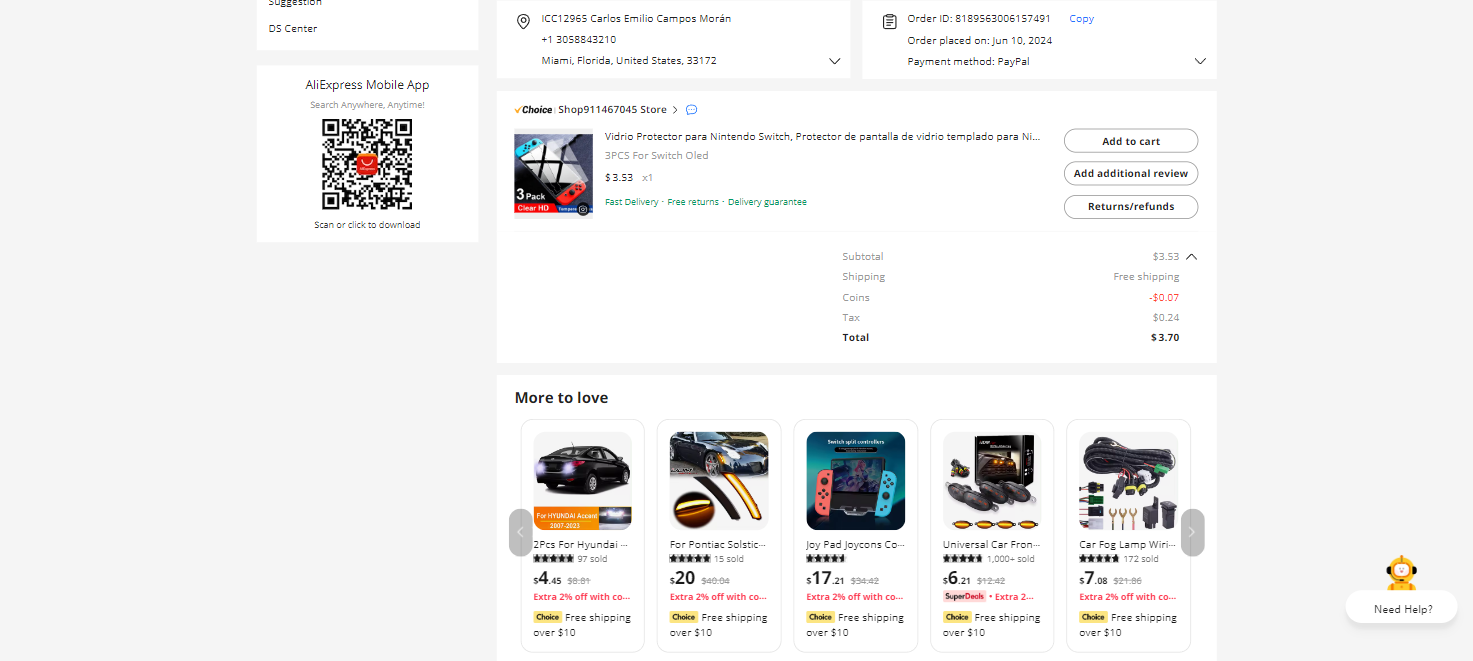 Suggestion
DS Center
AliExpress Mobile App
Search Anywhere, Anytime!
Scan or click to download
ICC12965 Carlos Emilio Campos Morán
+1 3058843210
Miami, Florida, United States, 33172
Order ID: 8189563006157491 Copy
Order placed on: Jun 10, 2024
Payment method: PayPal
Choice Shop911467045 Store
Vidrio Protector para Nintendo Switch, Protector de pantalla de vidrio templado para Ni...
3PCS For Switch Oled
$3.53 x1
Fast Delivery · Free returns · Delivery guarantee
3 Pack
Clear HD
Add to cart
Add additional review
Returns/refunds
Subtotal $3.53
Shipping Free shipping
Coins -$0.07
Tax $0.24
Total $3.70
More to love
For HYUNDAI Accent
2007-2023
2Pcs For Hyundai ...
97 sold
$4.45 $8.81
Extra 2% off with co...
Choice Free shipping
over $10
For Pontiac Solstic...
15 sold
$20 $40.04
Extra 2% off with co...
Choice Free shipping
over $10
Switch split controllers
Joy Pad Joycons Co...
$17.21 $34.42
Extra 2% off with co...
Choice Free shipping
over $10
Universal Car Fron...
1,000+ sold
$6.21 $12.42
SuperDeals • Extra 2...
Choice Free shipping
over $10
Car Fog Lamp Wiri...
172 sold
$7.08 $21.86
Extra 2% off with co...
Choice Free shipping
over $10
Need Help?